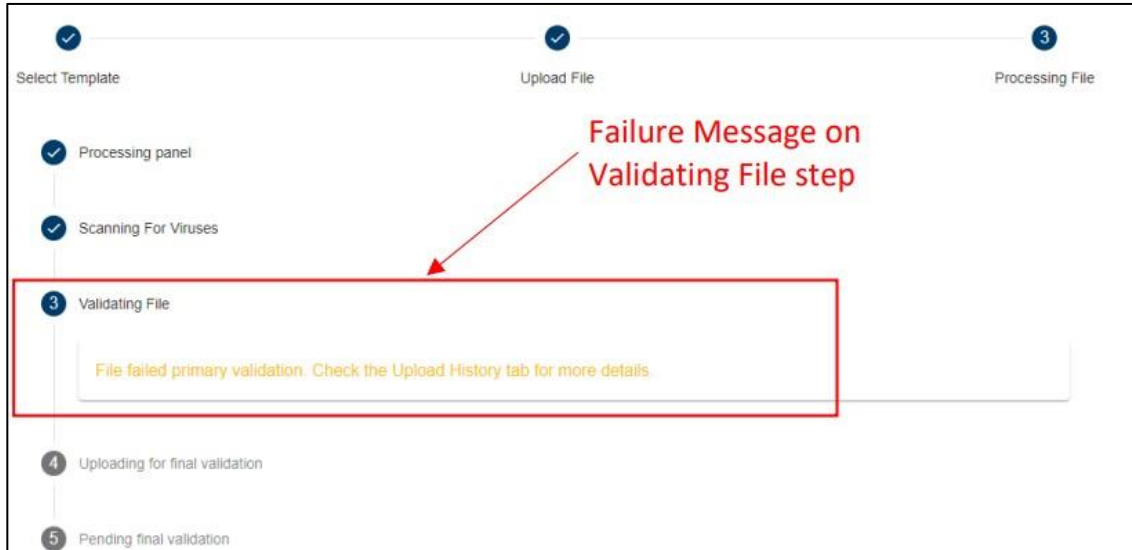 3
Select Template
Upload File
Processing File
Failure Message on
Validating File step
Processing panel
Scanning For Viruses
3 Validating File
File failed primary validation. Check the Upload History tab for more details.
4 Uploading for final validation
5 Pending final validation